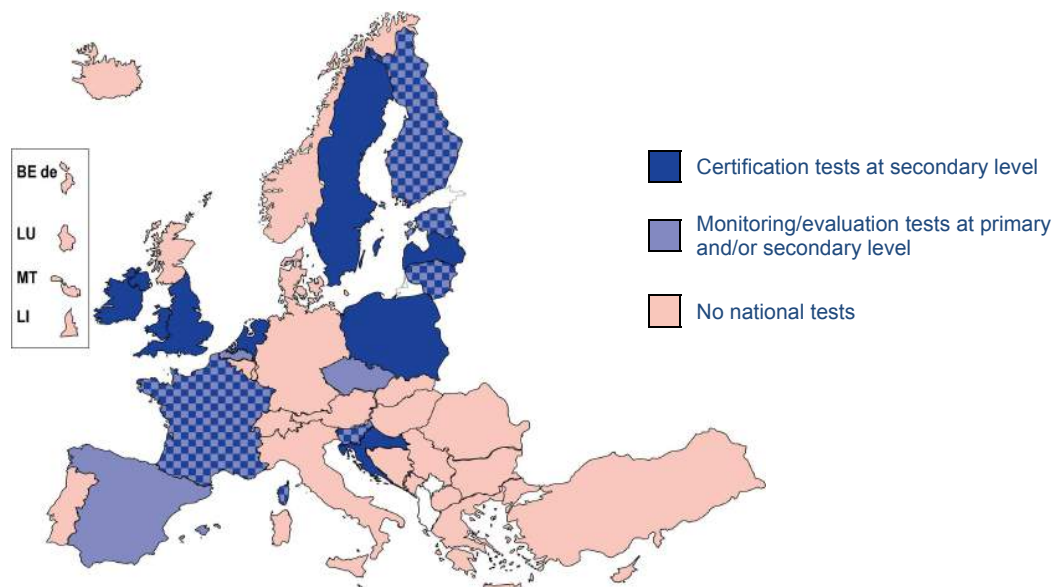 BE de
LU
MT
LI
Certification tests at secondary level
Monitoring/evaluation tests at primary
and/or secondary level
No national tests